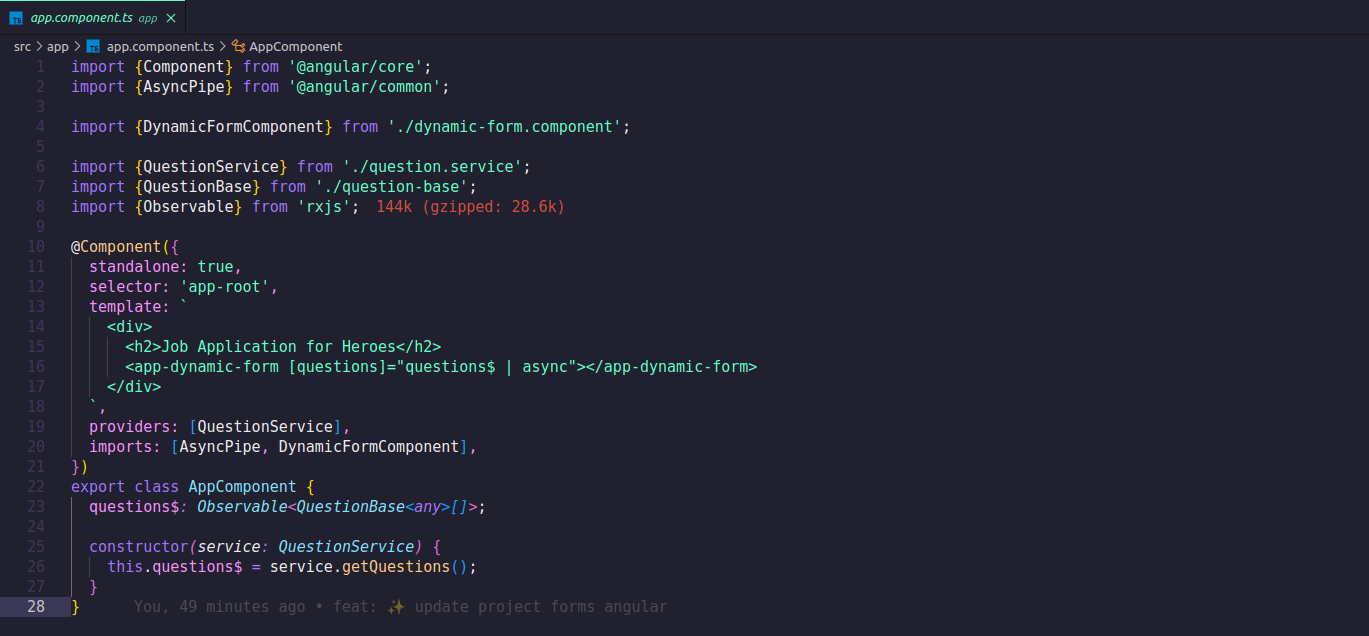 TS app.component.ts app ×
src > app > TS app.component.ts > AppComponent
1 import {Component} from '@angular/core';
2 import {AsyncPipe} from '@angular/common';
3
4 import {DynamicFormComponent} from './dynamic-form.component';
5
6 import {QuestionService} from './question.service';
7 import {QuestionBase} from './question-base';
8 import {Observable} from 'rxjs'; 144k (gzipped: 28.6k)
9
10 @Component({
11   standalone: true,
12   selector: 'app-root',
13   template: `
14     <div>
15       <h2>Job Application for Heroes</h2>
16       <app-dynamic-form [questions]="questions$ | async"></app-dynamic-form>
17     </div>
18   `,
19   providers: [QuestionService],
20   imports: [AsyncPipe, DynamicFormComponent],
21 })
22 export class AppComponent {
23   questions$: Observable<QuestionBase<any>[]>;
24
25   constructor(service: QuestionService) {
26     this.questions$ = service.getQuestions();
27   }
28 } You, 49 minutes ago • feat: ✨ update project forms angular